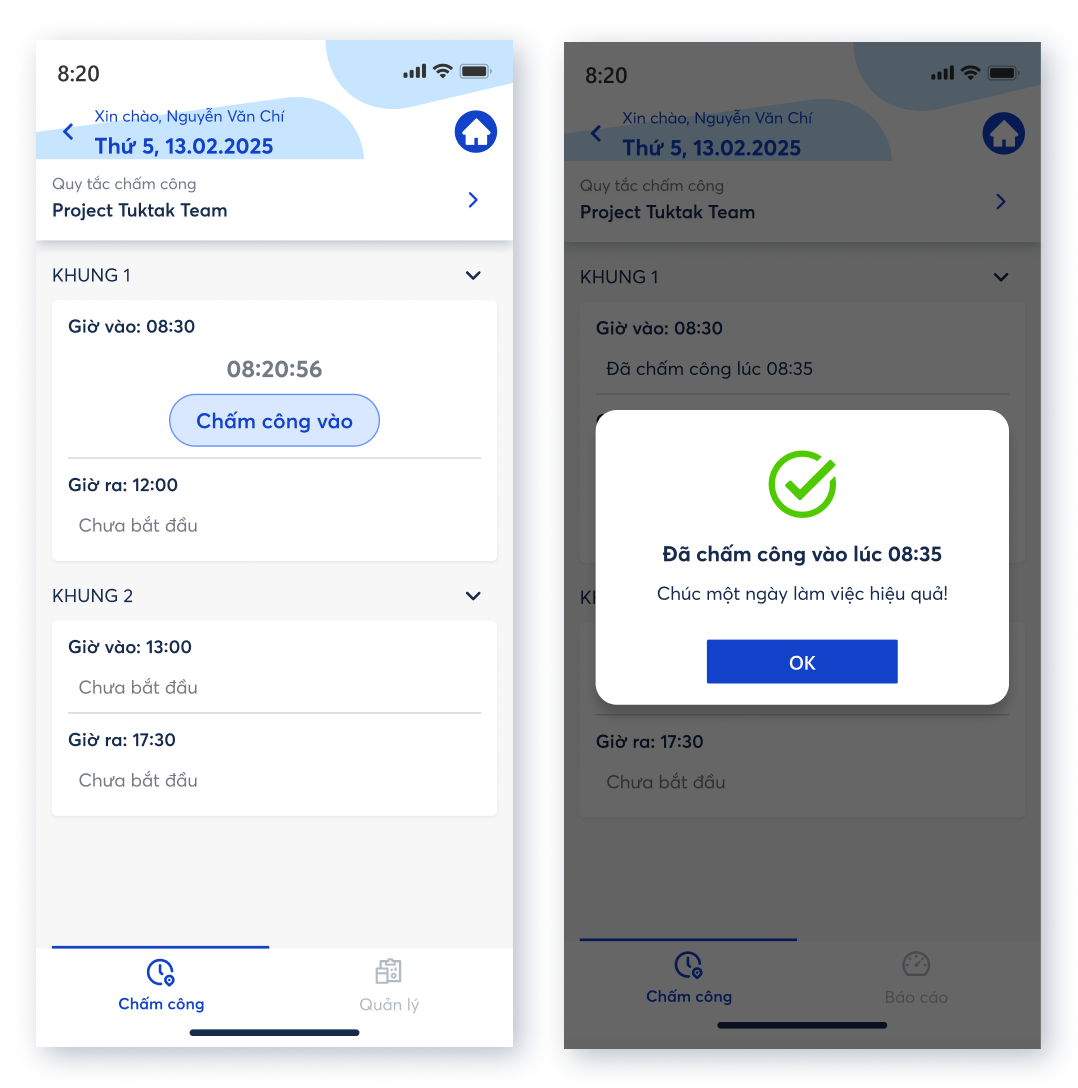 8:20
Xin chào, Nguyễn Văn Chí
Thứ 5, 13.02.2025
Quy tắc chấm công
Project Tuktak Team
KHUNG 1
Giờ vào: 08:30
08:20:56
Chấm công vào
Giờ ra: 12:00
Chưa bắt đầu
KHUNG 2
Giờ vào: 13:00
Chưa bắt đầu
Giờ ra: 17:30
Chưa bắt đầu
Chấm công
Quản lý
8:20
Xin chào, Nguyễn Văn Chí
Thứ 5, 13.02.2025
Quy tắc chấm công
Project Tuktak Team
KHUNG 1
Giờ vào: 08:30
Đã chấm công lúc 08:35
Đã chấm công vào lúc 08:35
Chúc một ngày làm việc hiệu quả!
OK
Giờ ra: 17:30
Chưa bắt đầu
Chấm công
Báo cáo